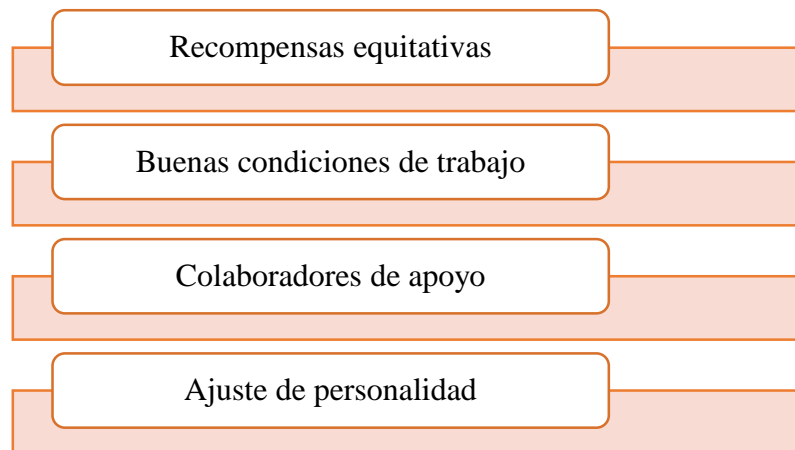 Recompensas equitativas
Buenas condiciones de trabajo
Colaboradores de apoyo
Ajuste de personalidad